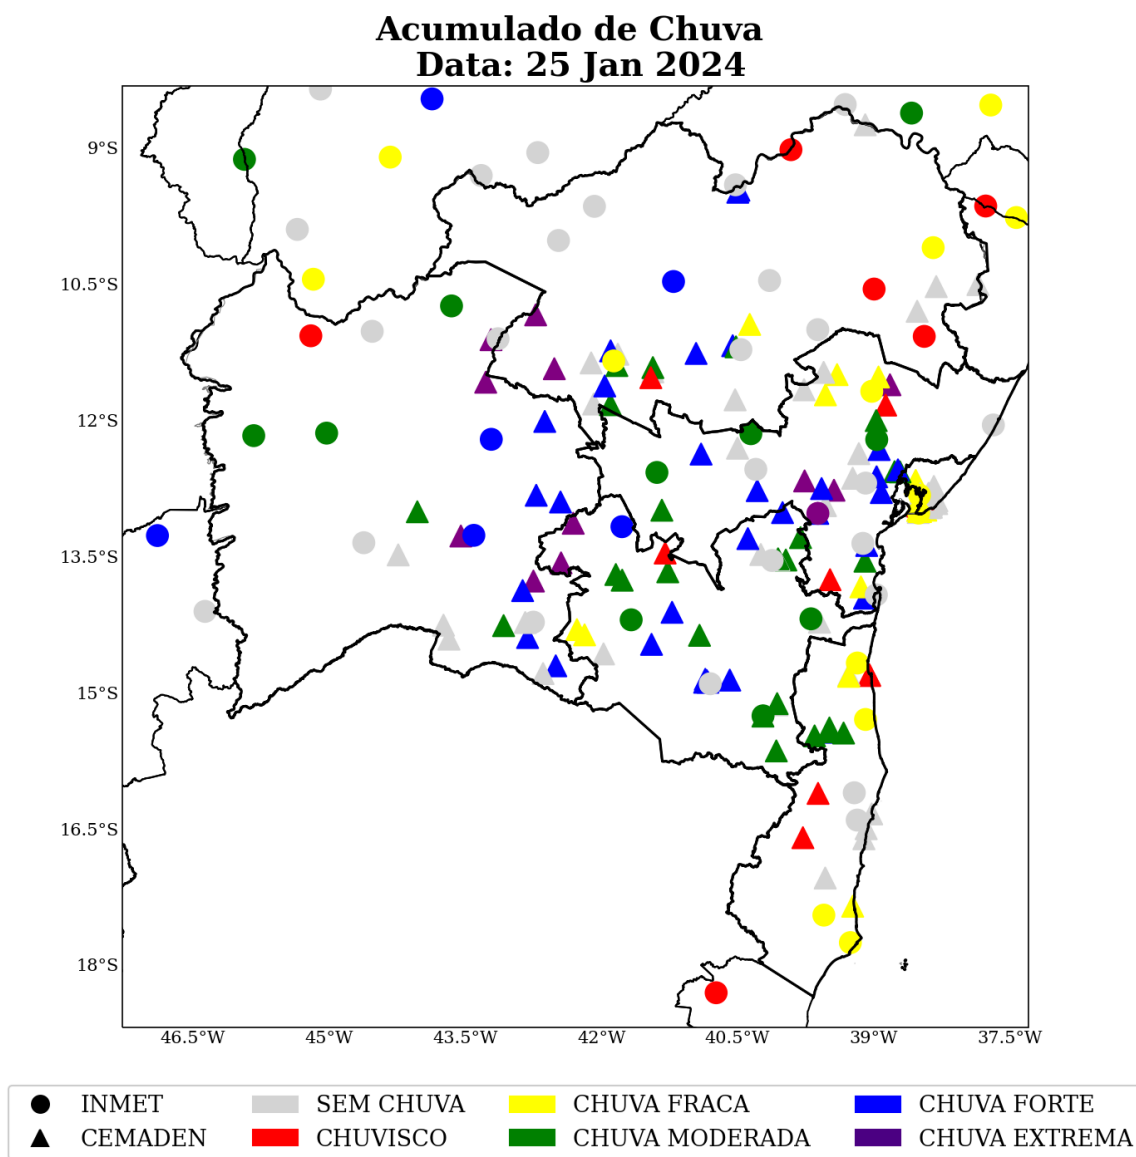 Acumulado de Chuva
Data: 25 Jan 2024
9°S
10.5°S
12°S
13.5°S
15°S
16.5°S
18°S
46.5°W 45°W 43.5°W 42°W 40.5°W 39°W 37.5°W
INMET SEM CHUVA CHUVA FRACA CHUVA FORTE
CEMADEN CHUVISCO CHUVA MODERADA CHUVA EXTREMA